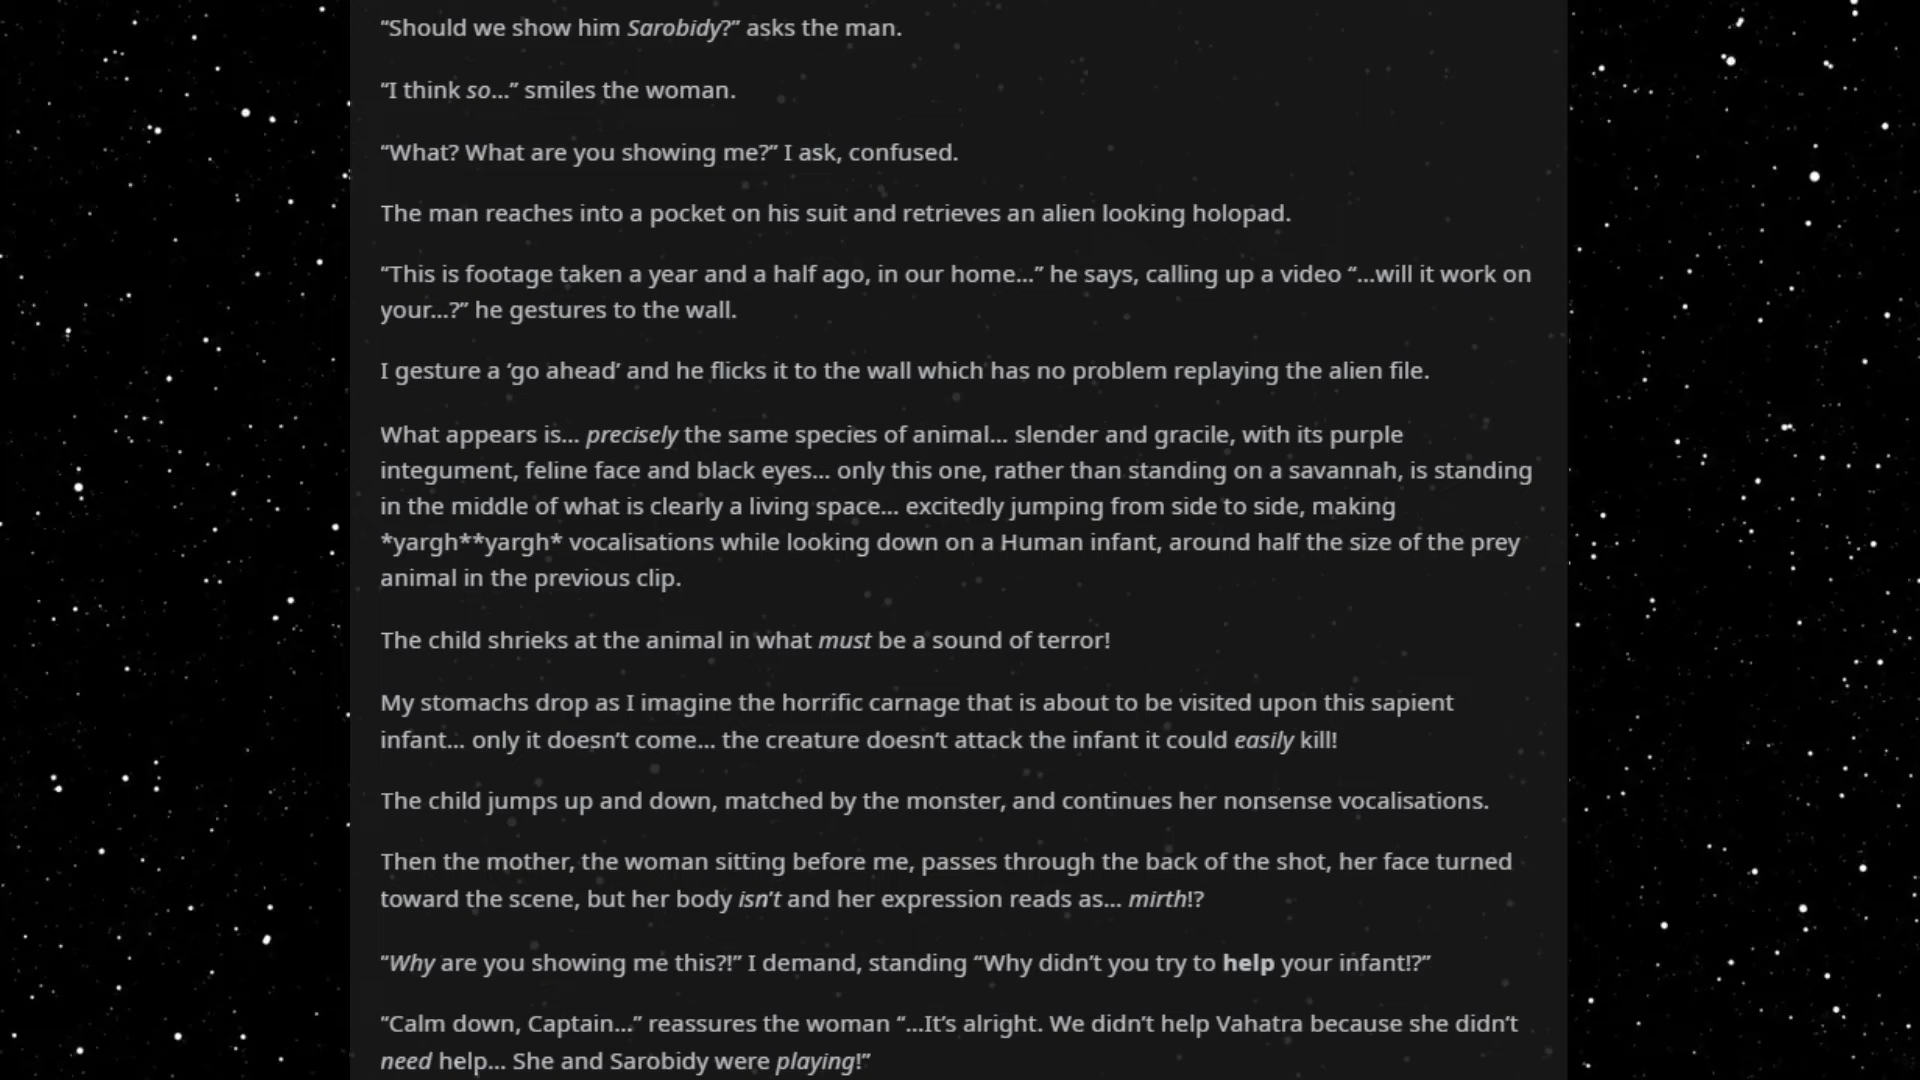 “Should we show him Sarobidy?” asks the man.
“I think so...” smiles the woman.
“What? What are you showing me?” I ask, confused.
The man reaches into a pocket on his suit and retrieves an alien looking holopad.
“This is footage taken a year and a half ago, in our home...” he says, calling up a video “...will it work on
your...?” he gestures to the wall.
I gesture a ‘go ahead’ and he flicks it to the wall which has no problem replaying the alien file.
What appears is... precisely the same species of animal... slender and gracile, with its purple
integument, feline face and black eyes... only this one, rather than standing on a savannah, is standing
in the middle of what is clearly a living space... excitedly jumping from side to side, making
*yargh**yargh* vocalisations while looking down on a Human infant, around half the size of the prey
animal in the previous clip.
The child shrieks at the animal in what must be a sound of terror!
My stomachs drop as I imagine the horrific carnage that is about to be visited upon this sapient
infant... only it doesn’t come... the creature doesn’t attack the infant it could easily kill!
The child jumps up and down, matched by the monster, and continues her nonsense vocalisations.
Then the mother, the woman sitting before me, passes through the back of the shot, her face turned
toward the scene, but her body isn’t and her expression reads as... mirth!?
“Why are you showing me this?!” I demand, standing “Why didn’t you try to help your infant!?”
“Calm down, Captain...” reassures the woman “...It’s alright. We didn’t help Vahatra because she didn’t
need help... She and Sarobidy were playing!”